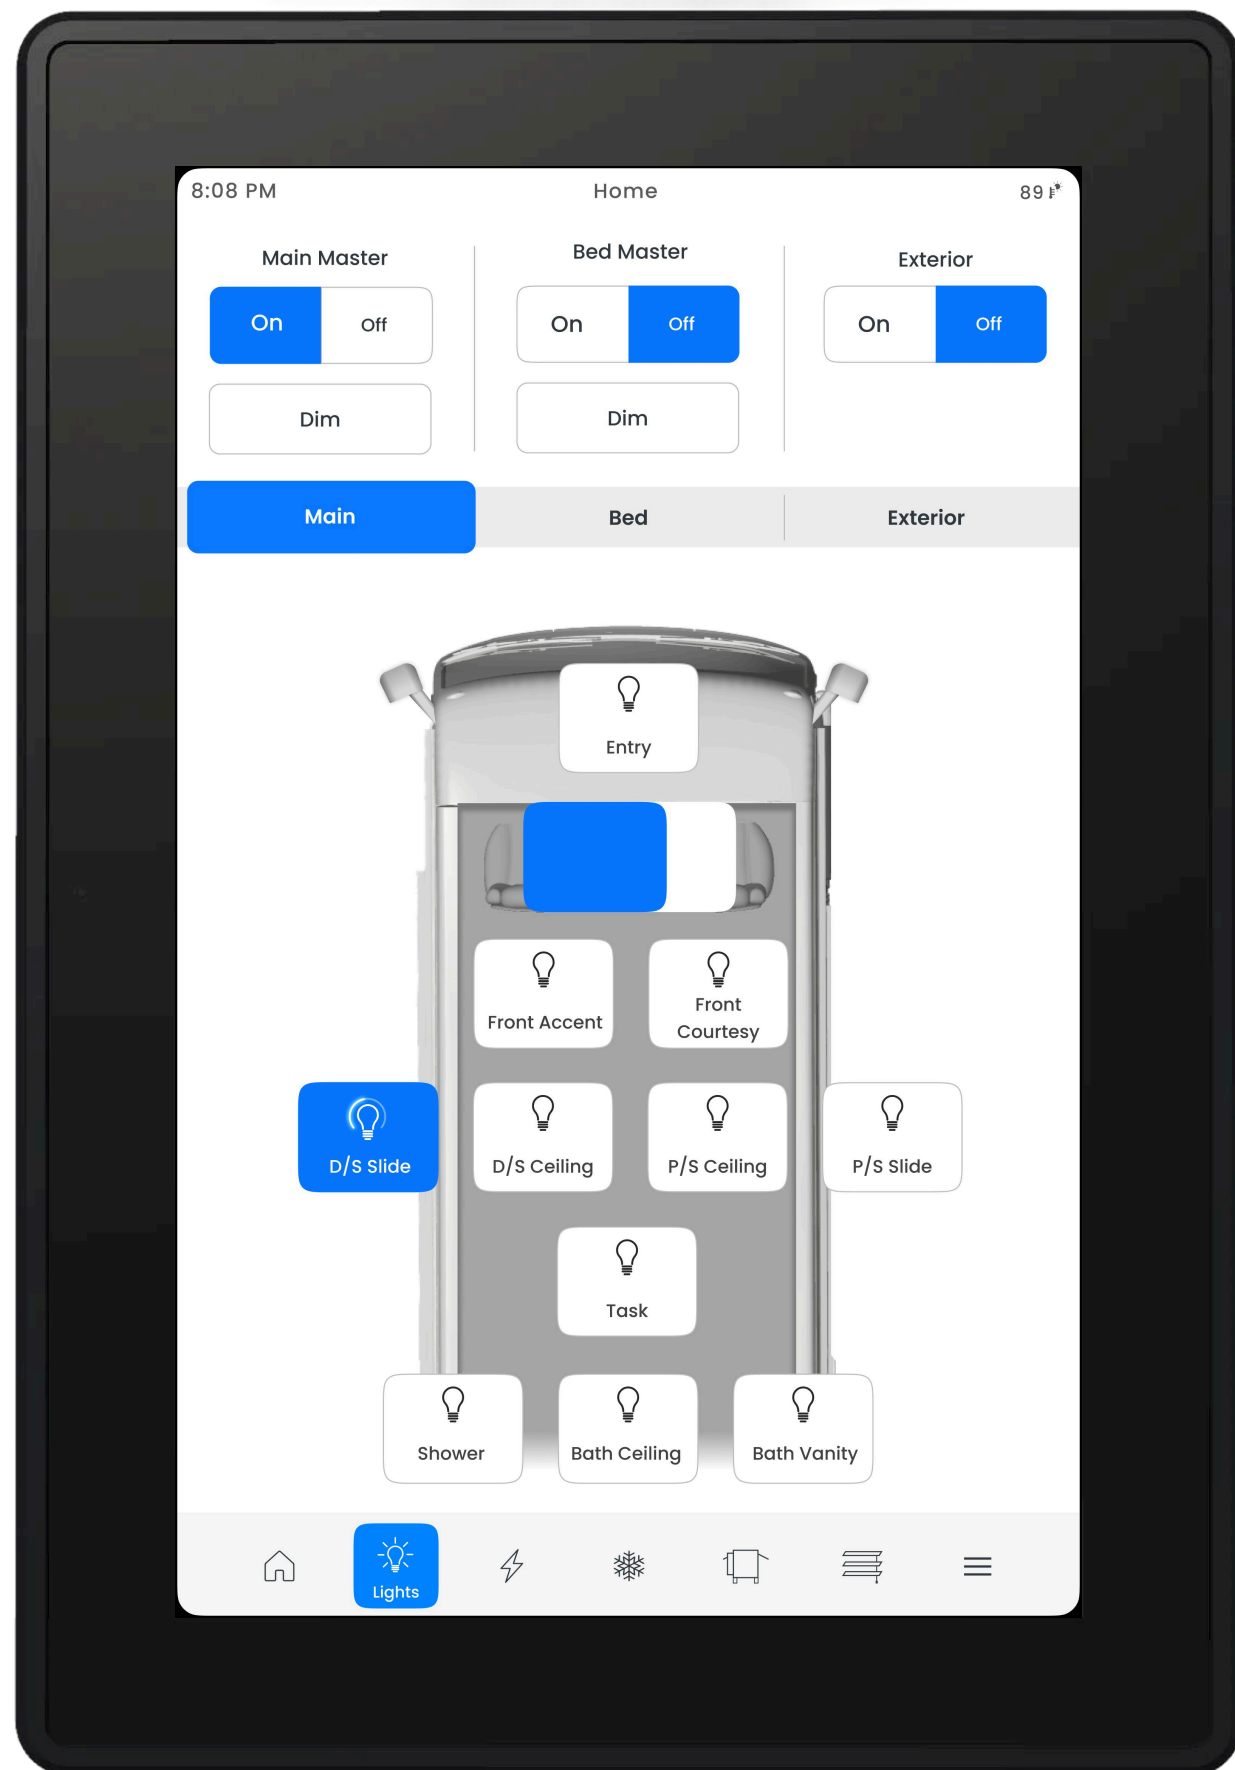 8:08 PM Home 89
Main Master Bed Master Exterior
On Off On Off On Off
Dim Dim
Main Bed Exterior
Entry
Front Accent
Front
Courtesy
D/S Slide D/S Ceiling P/S Ceiling P/S Slide
Task
Shower Bath Ceiling Bath Vanity
Lights